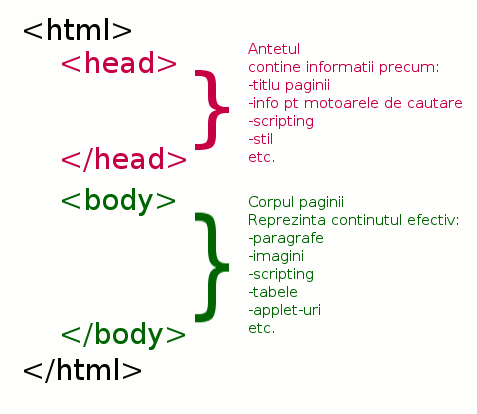 <html>
<head>
Antetul
contine informatii precum:
-titlu paginii
-info pt motoarele de cautare
-scripting
-stil
etc.
</head>
<body>
Corpul paginii
Reprezinta continutul efectiv:
-paragrafe
-imagini
-scripting
-tabele
-applet-uri
etc.
</body>
</html>